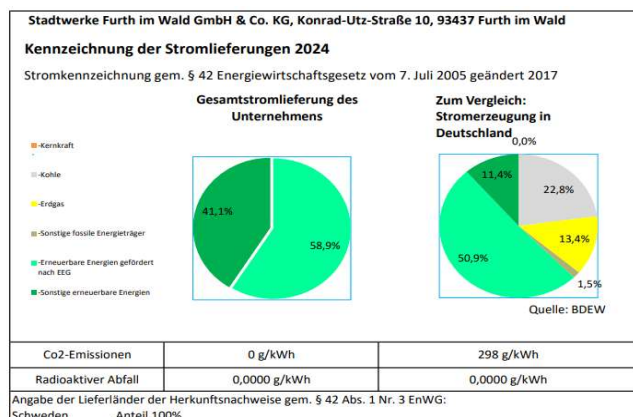 Stadtwerke Furth im Wald GmbH & Co. KG, Konrad-Utz-Straße 10, 93437 Furth im Wald
Kennzeichnung der Stromlieferungen 2024
Stromkennzeichnung gem. § 42 Energiewirtschaftsgesetz vom 7. Juli 2005 geändert 2017
Gesamtstromlieferung des
Unternehmens
Zum Vergleich:
Stromerzeugung in
Deutschland
-Kernkraft
-Kohle
-Erdgas
-Sonstige fossile Energieträger
-Erneuerbare Energien gefördert
nach EEG
-Sonstige erneuerbare Energien
41,1%
58,9%
0,0%
11,4%
22,8%
13,4%
50,9%
1,5%
Quelle: BDEW
Co2-Emissionen 0 g/kWh 298 g/kWh
Radioaktiver Abfall 0,0000 g/kWh 0,0000 g/kWh
Angabe der Lieferländer der Herkunftsnachweise gem. § 42 Abs. 1 Nr. 3 EnWG:
Schweden Anteil 100%